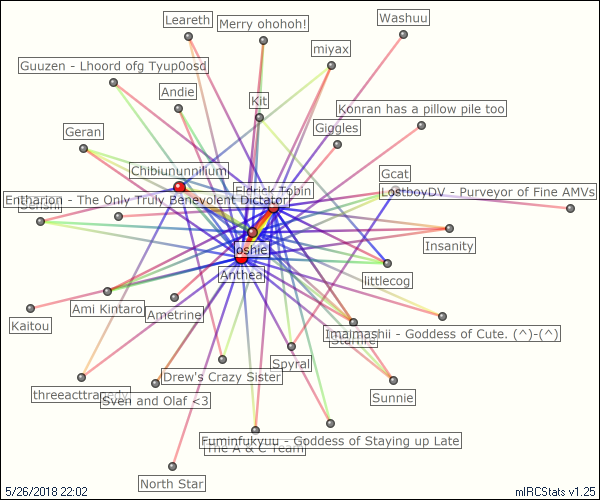 Leareth
Merry ohohoh!
Washuu
miyax
Guuzen - Lhoord ofg Tyup0osd
Andie
Kit
Konran has a pillow pile too
Geran
Giggles
Chibiununnilium
Gcat
Eldrick Tobin
LostboyDV - Purveyor of Fine AMVs
Entharion - The Only Truly Benevolent Dictator
Insanity
oshie
Anthea
littlecog
Ami Kintaro
Ametrine
Kaitou
Imaimashii - Goddess of Cute. (^)-(^)
Spyral
Drew's Crazy Sister
threeacttragedy
Sunnie
Sven and Olaf <3
Fuminfukyuu - Goddess of Staying up Late
The A & C Team
North Star
5/26/2018 22:02
mIRCStats v1.25